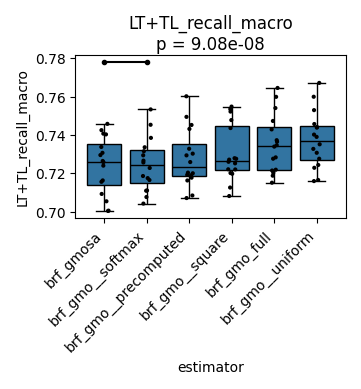 LT+TL_recall_macro
p = 9.08e-08
LT+TL_recall_macro
0.78
0.76
0.74
0.72
0.70
brf_gmosa
brf_gmo__softmax
brf_gmo__precomputed
brf_gmo__square
brf_gmo_full
brf_gmo__uniform
estimator